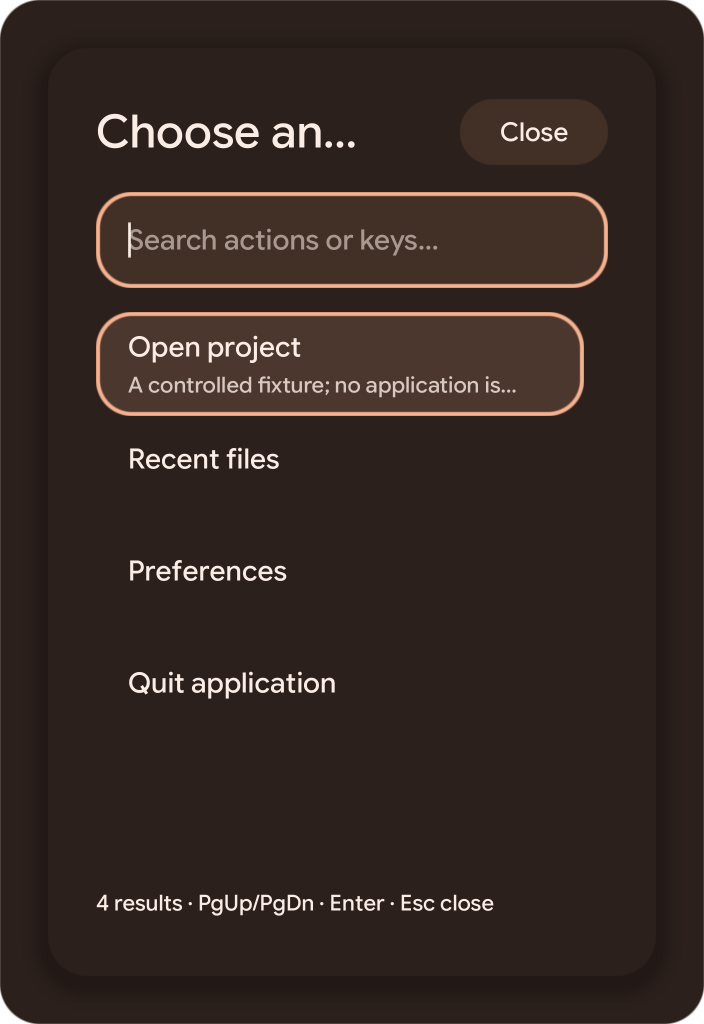 Choose an...
Close
Search actions or keys...
Open project
A controlled fixture; no application is...
Recent files
Preferences
Quit application
4 results · PgUp/PgDn · Enter · Esc close